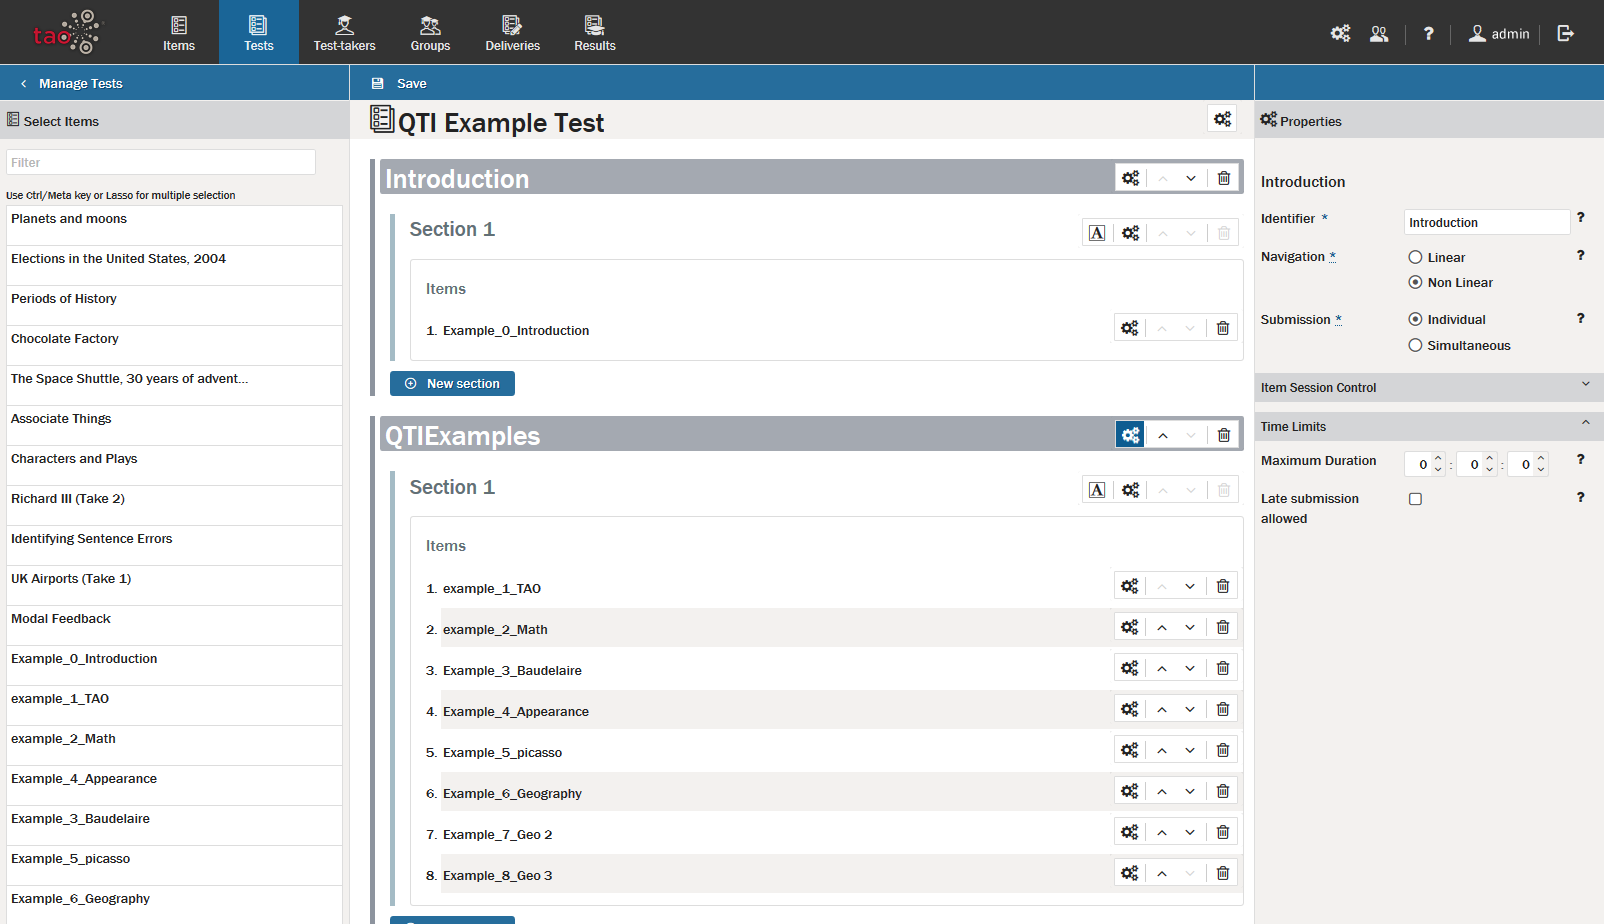 tao
Items
Tests
Test-takers
Groups
Deliveries
Results
?
admin
Manage Tests
Save
Select Items
Filter
Use Ctrl/Meta key or Lasso for multiple selection
Planets and moons
Elections in the United States, 2004
Periods of History
Chocolate Factory
The Space Shuttle, 30 years of advent...
Associate Things
Characters and Plays
Richard III (Take 2)
Identifying Sentence Errors
UK Airports (Take 1)
Modal Feedback
Example_0_Introduction
example_1_TAO
example_2_Math
Example_4_Appearance
Example_3_Baudelaire
Example_5_picasso
Example_6_Geography
QTI Example Test
Introduction
Section 1
A
Items
1. Example_0_Introduction
New section
QTIExamples
Section 1
A
Items
1. example_1_TAO
2. example_2_Math
3. Example_3_Baudelaire
4. Example_4_Appearance
5. Example_5_picasso
6. Example_6_Geography
7. Example_7_Geo 2
8. Example_8_Geo 3
Properties
Introduction
Identifier * Introduction ?
Navigation * Linear ?
Non Linear
Submission * Individual ?
Simultaneous
Item Session Control
Time Limits
Maximum Duration 0 : 0 : 0 ?
Late submission ?
allowed